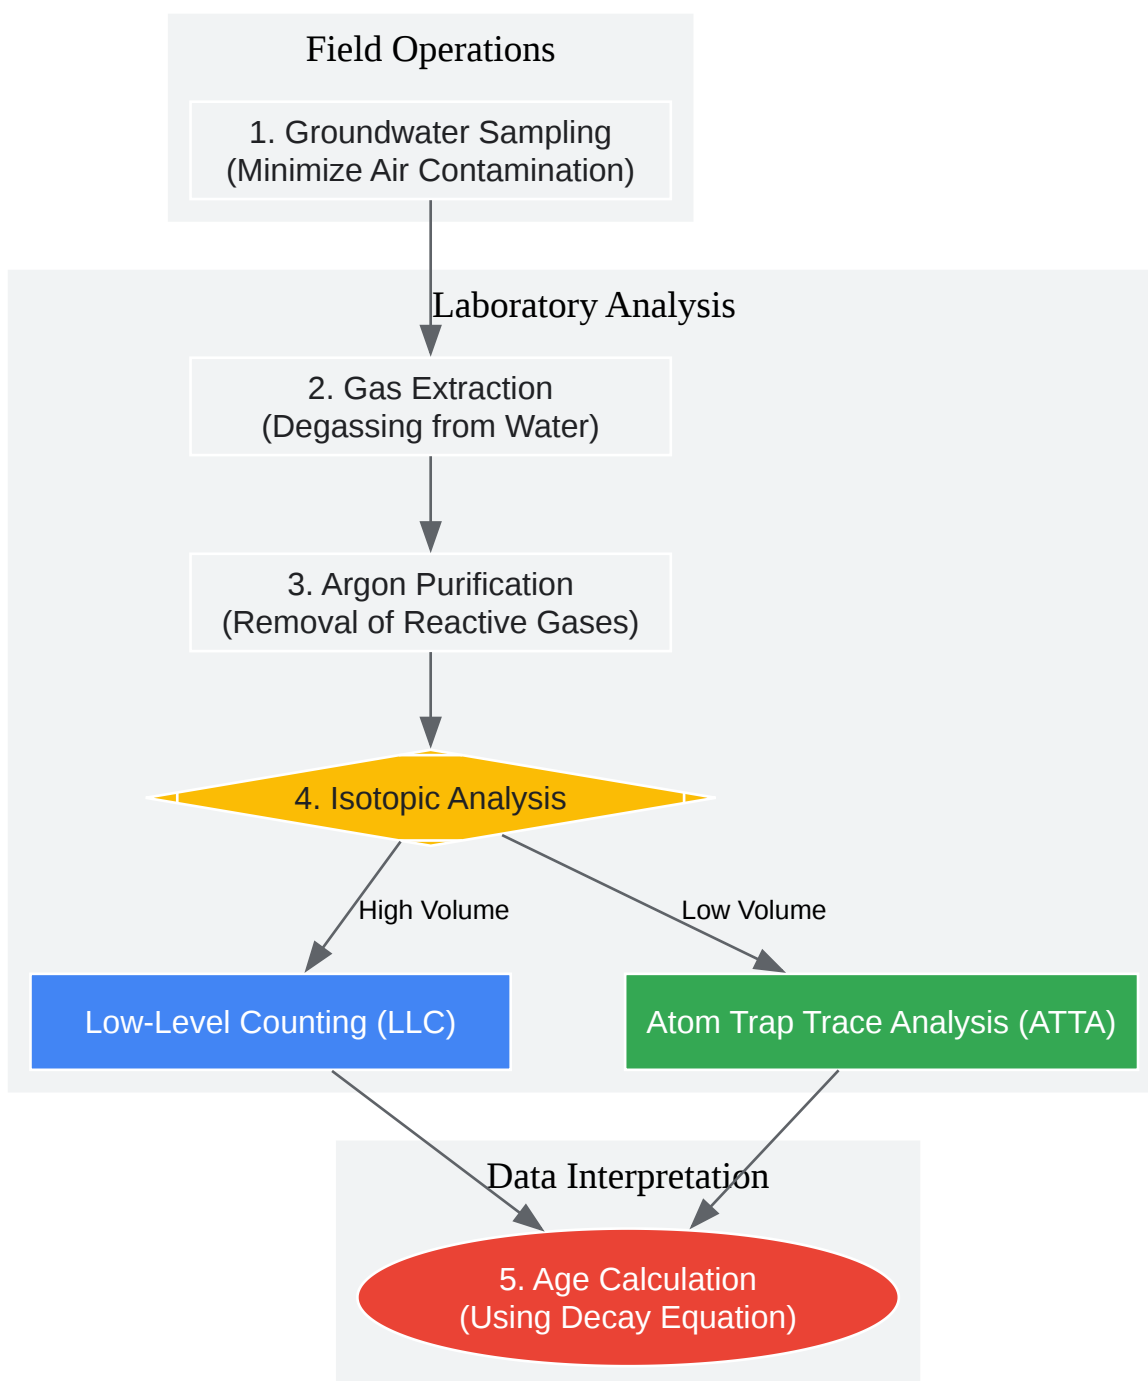 Field Operations
1. Groundwater Sampling
(Minimize Air Contamination)
Laboratory Analysis
2. Gas Extraction
(Degassing from Water)
3. Argon Purification
(Removal of Reactive Gases)
4. Isotopic Analysis
High Volume
Low Volume
Low-Level Counting (LLC)
Atom Trap Trace Analysis (ATTA)
Data Interpretation
5. Age Calculation
(Using Decay Equation)